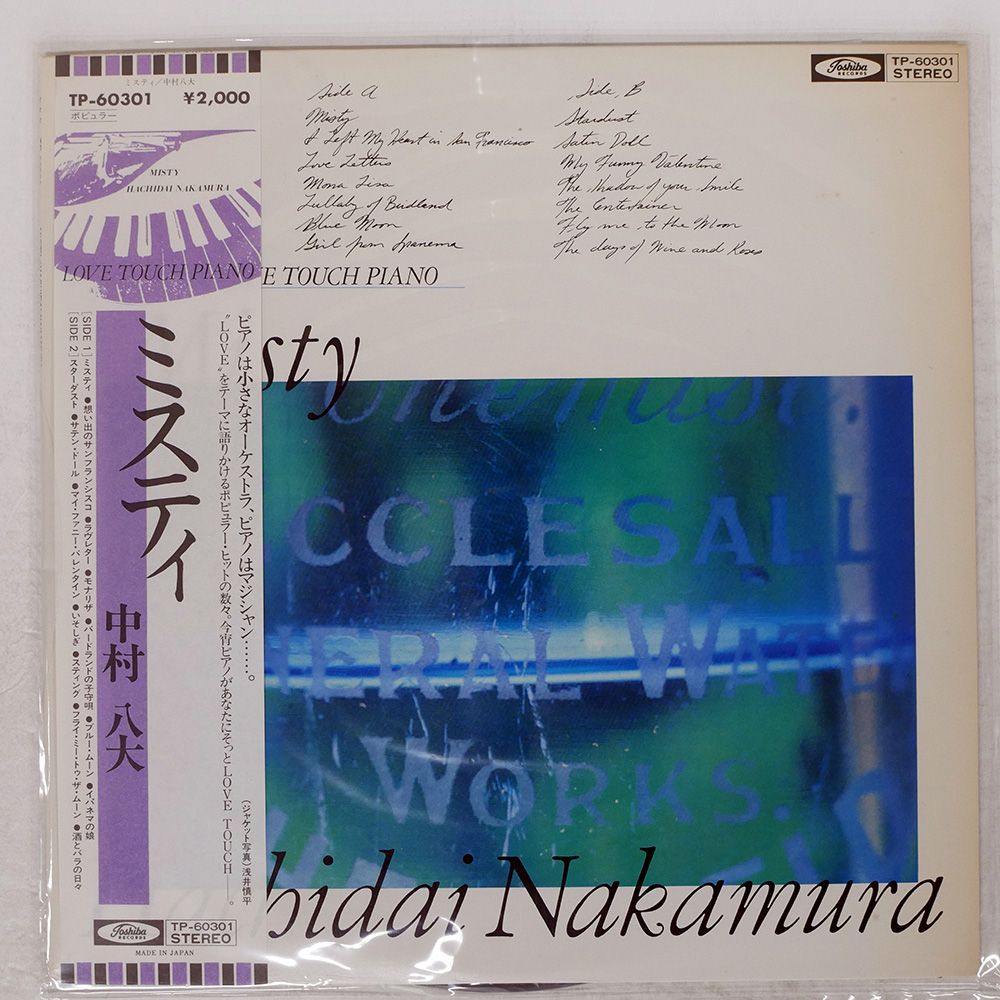 ミスティ/中村八大
TP-60301 ¥2,000
ポピュラー
MISTY
HACHIDAI NAKAMURA
LOVE TOUCH PIANO
ミスティ
中村八大
ピアノは小さなオーケストラ、ピアノはマジシャン……。
"LOVE"をテーマに語りかけるポピュラー・ヒットの数々。今宵ピアノがあなたにそっとLOVE TOUCH——。
(ジャケット写真)浅井慎平
[SIDE 1]ミスティ●想い出のサンフランシスコ●ラヴレター●モナリザ●バードランドの子守唄●ブルー・ムーン●イパネマの娘
[SIDE 2]スターダスト●サテン・ドール●マイ・ファニー・バレンタイン●いそしぎ●スティング●フライ・ミー・トゥ・ザ・ムーン●酒とバラの日々
Toshiba
RECORDS
TP-60301
STEREO
MADE IN JAPAN
Side A
Misty
I Left My Heart in San Francisco
Love Letters
Mona Lisa
Lullaby of Birdland
Blue Moon
Girl from Ipanema
Side B
Stardust
Satin Doll
My Funny Valentine
The Shadow of your Smile
The Entertainer
Fly me to the Moon
The days of Wine and Roses
Toshiba
RECORDS
TP-60301
STEREO
E TOUCH PIANO
sty
CCLESALL
NERAL WATE
WORKS.
hidai Nakamura